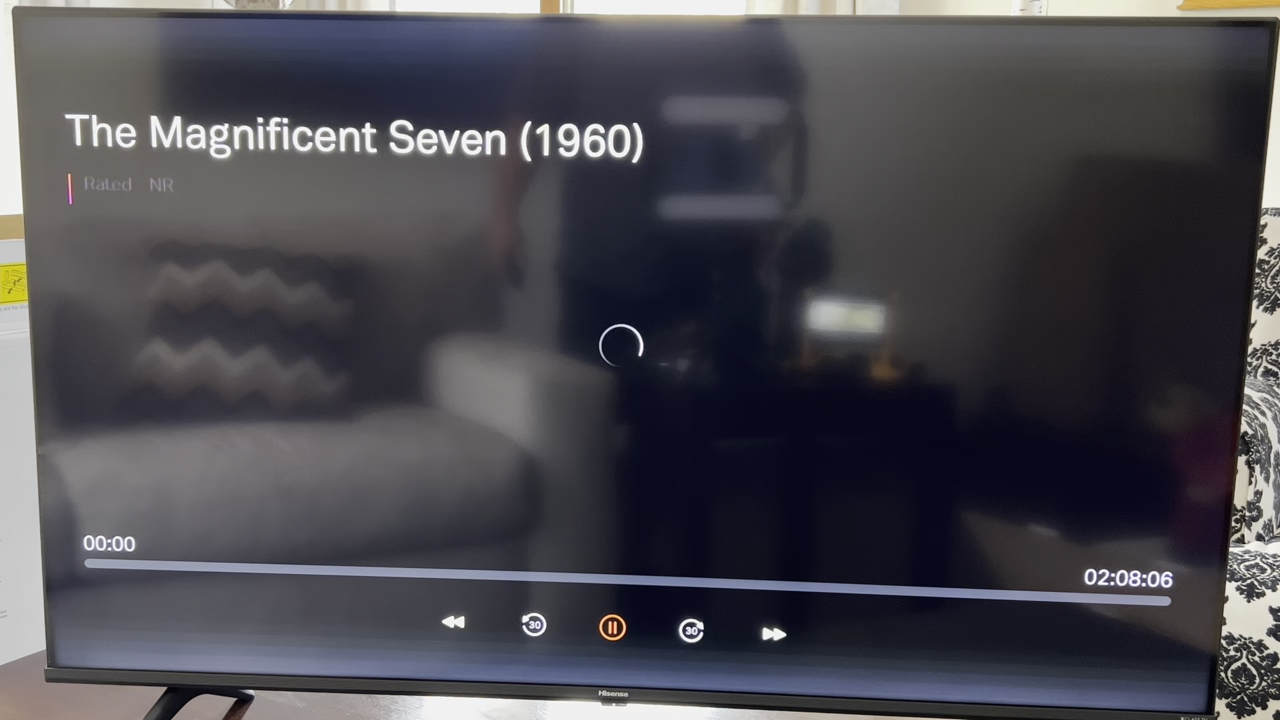 The Magnificent Seven (1960)
Rated NR
00:00
02:08:06
30
30
Hisense